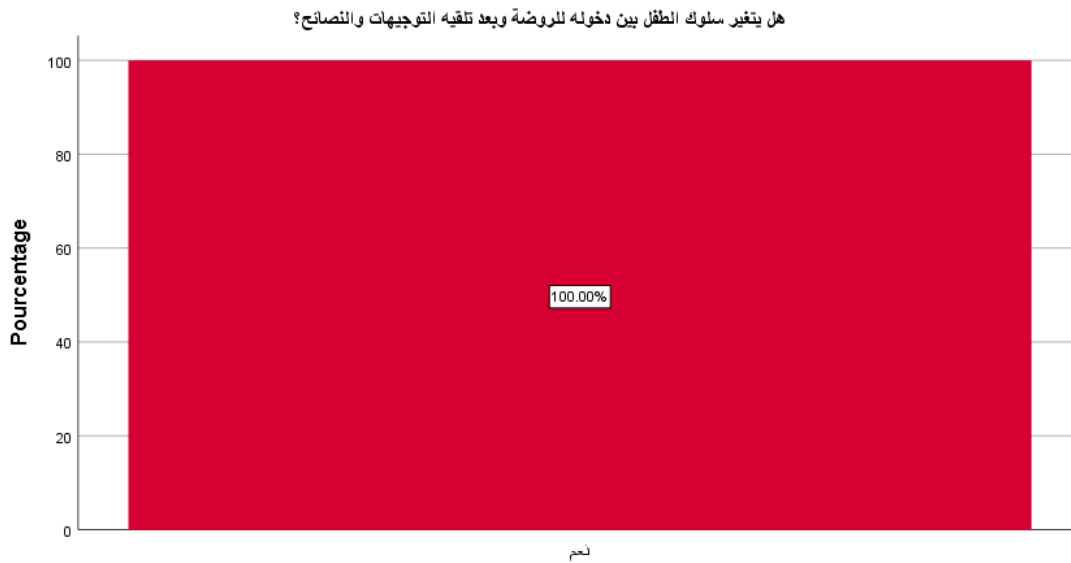 هل يتغير سلوك الطفل بين دخوله للروضة وبعد تلقيه التوجيهات والنصائح؟
Pourcentage
100
80
60
40
20
0
100.00%
نعم